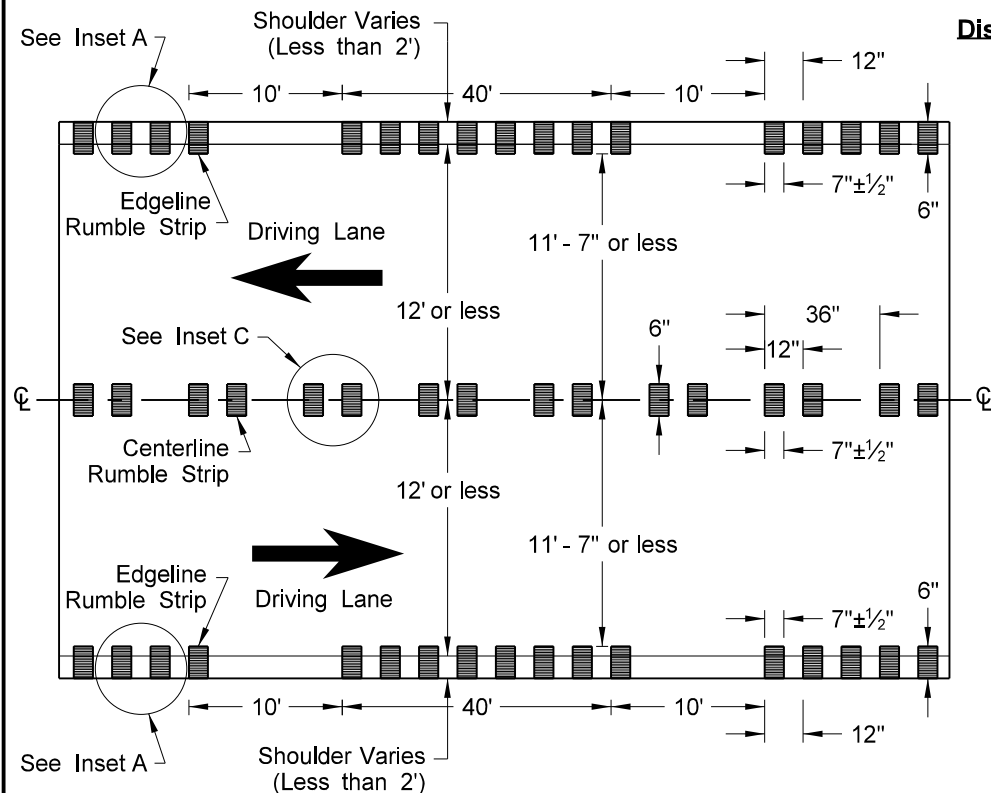 Shoulder Varies
(Less than 2')
See Inset A
Dis
12"
10'
40'
10'
Edgeline
Rumble Strip
7"±½"
6"
Driving Lane
11' - 7" or less
12' or less
36"
See Inset C
6"
12"
℄
℄
Centerline
Rumble Strip
7"±½"
12' or less
11' - 7" or less
Edgeline
Rumble Strip
Driving Lane
6"
7"±½"
10'
40'
10'
12"
See Inset A
Shoulder Varies
(Less than 2')